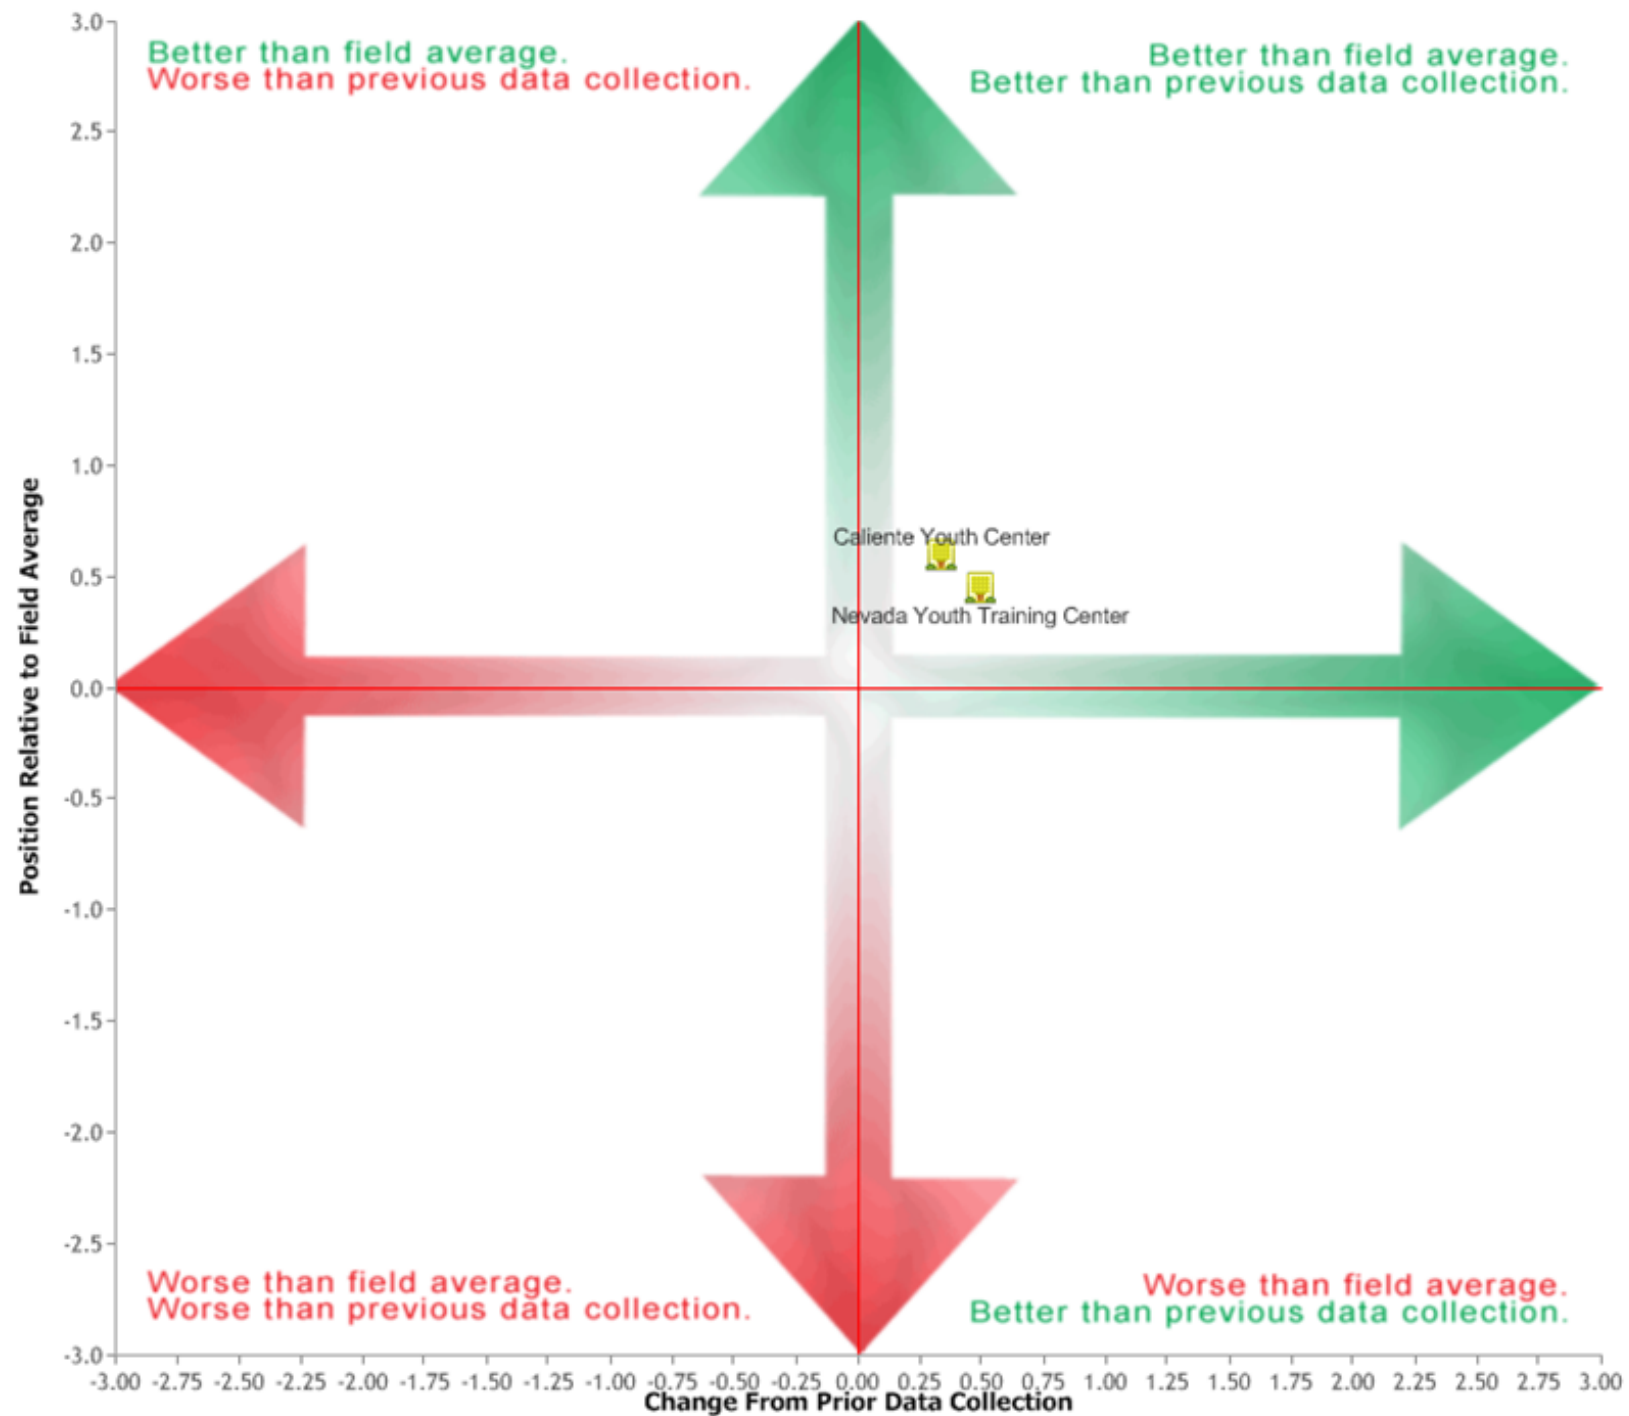 3.0
Better than field average.
Worse than previous data collection.
Better than field average.
Better than previous data collection.
2.5
2.0
1.5
1.0
Caliente Youth Center
0.5
Nevada Youth Training Center
0.0
-0.5
-1.0
-1.5
-2.0
-2.5
Worse than field average.
Worse than previous data collection.
Worse than field average.
Better than previous data collection.
-3.0
-3.00 -2.75 -2.50 -2.25 -2.00 -1.75 -1.50 -1.25 -1.00 -0.75 -0.50 -0.25 0.00 0.25 0.50 0.75 1.00 1.25 1.50 1.75 2.00 2.25 2.50 2.75 3.00
Change From Prior Data Collection
Position Relative to Field Average